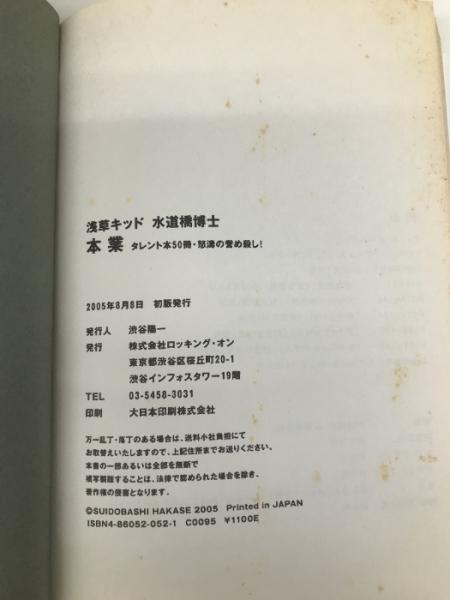 浅草キッド 水道橋博士
本業 タレント本50冊・怒濤の誉め殺し!
2005年8月8日 初版発行
発行人 渋谷陽一
発行 株式会社ロッキング・オン
東京都渋谷区桜丘町20-1
渋谷インフォスタワー19階
TEL 03-5458-3031
印刷 大日本印刷株式会社
万一乱丁・落丁のある場合は、送料小社負担にて
お取替えいたしますので、上記住所までお送りください。
本書の一部あるいは全部を無断で
複写製版することは、法律で認められた場合を除き、
著作権の侵害となります。
©SUIDOBASHI HAKASE 2005 Printed in JAPAN
ISBN4-86052-052-1 C0095 ¥1100E